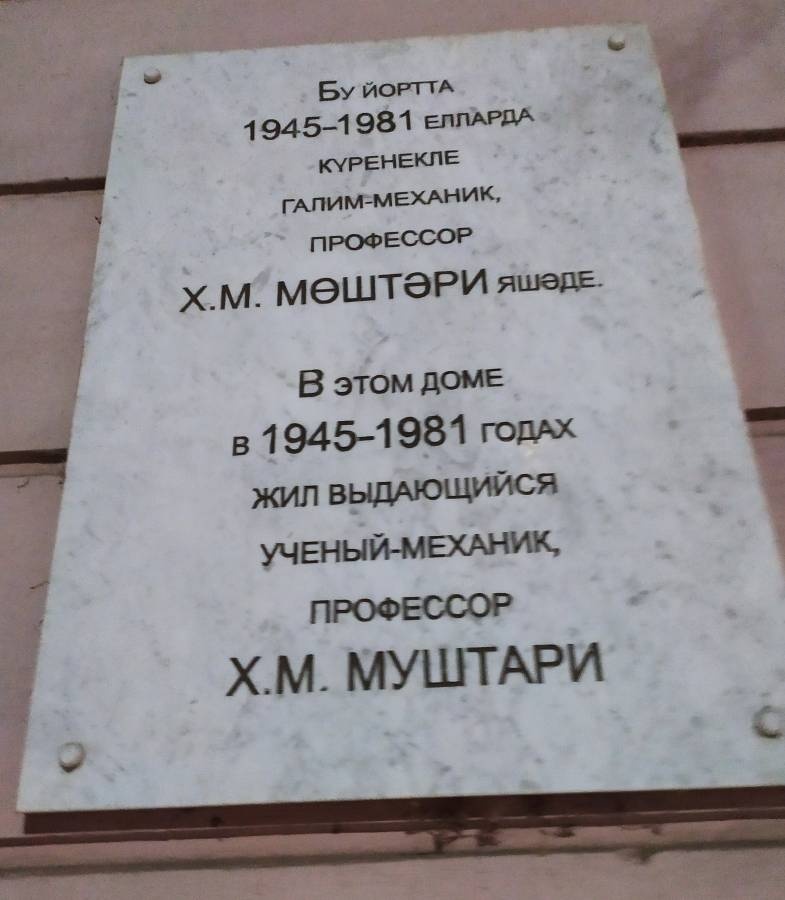 Бу йортта
1945–1981 елларда
күренекле
галим-механик,
профессор
Х.М. МӨШТӘРИ яшәде.
В этом доме
в 1945–1981 годах
жил выдающийся
ученый-механик,
профессор
Х.М. МУШТАРИ